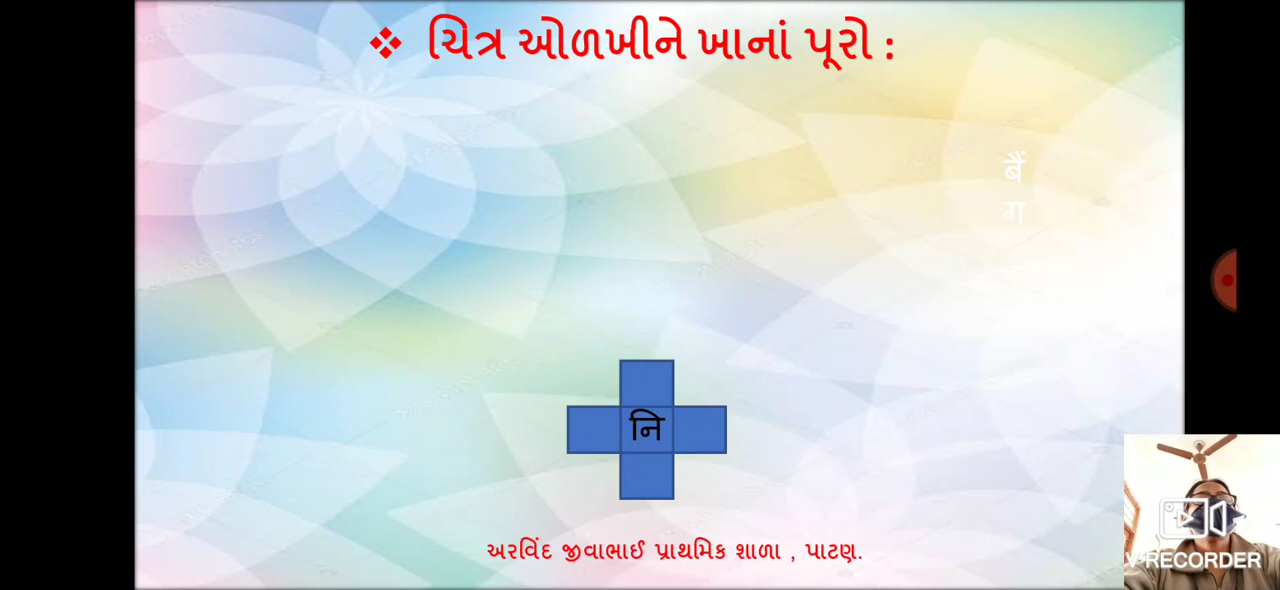 ❖ ચિત્ર ઓળખીને ખાનાં પૂરો :
बैं
ग
नि
અરવિંદ જીવાભાઈ પ્રાથમિક શાળા , પાટણ.
V-RECORDER